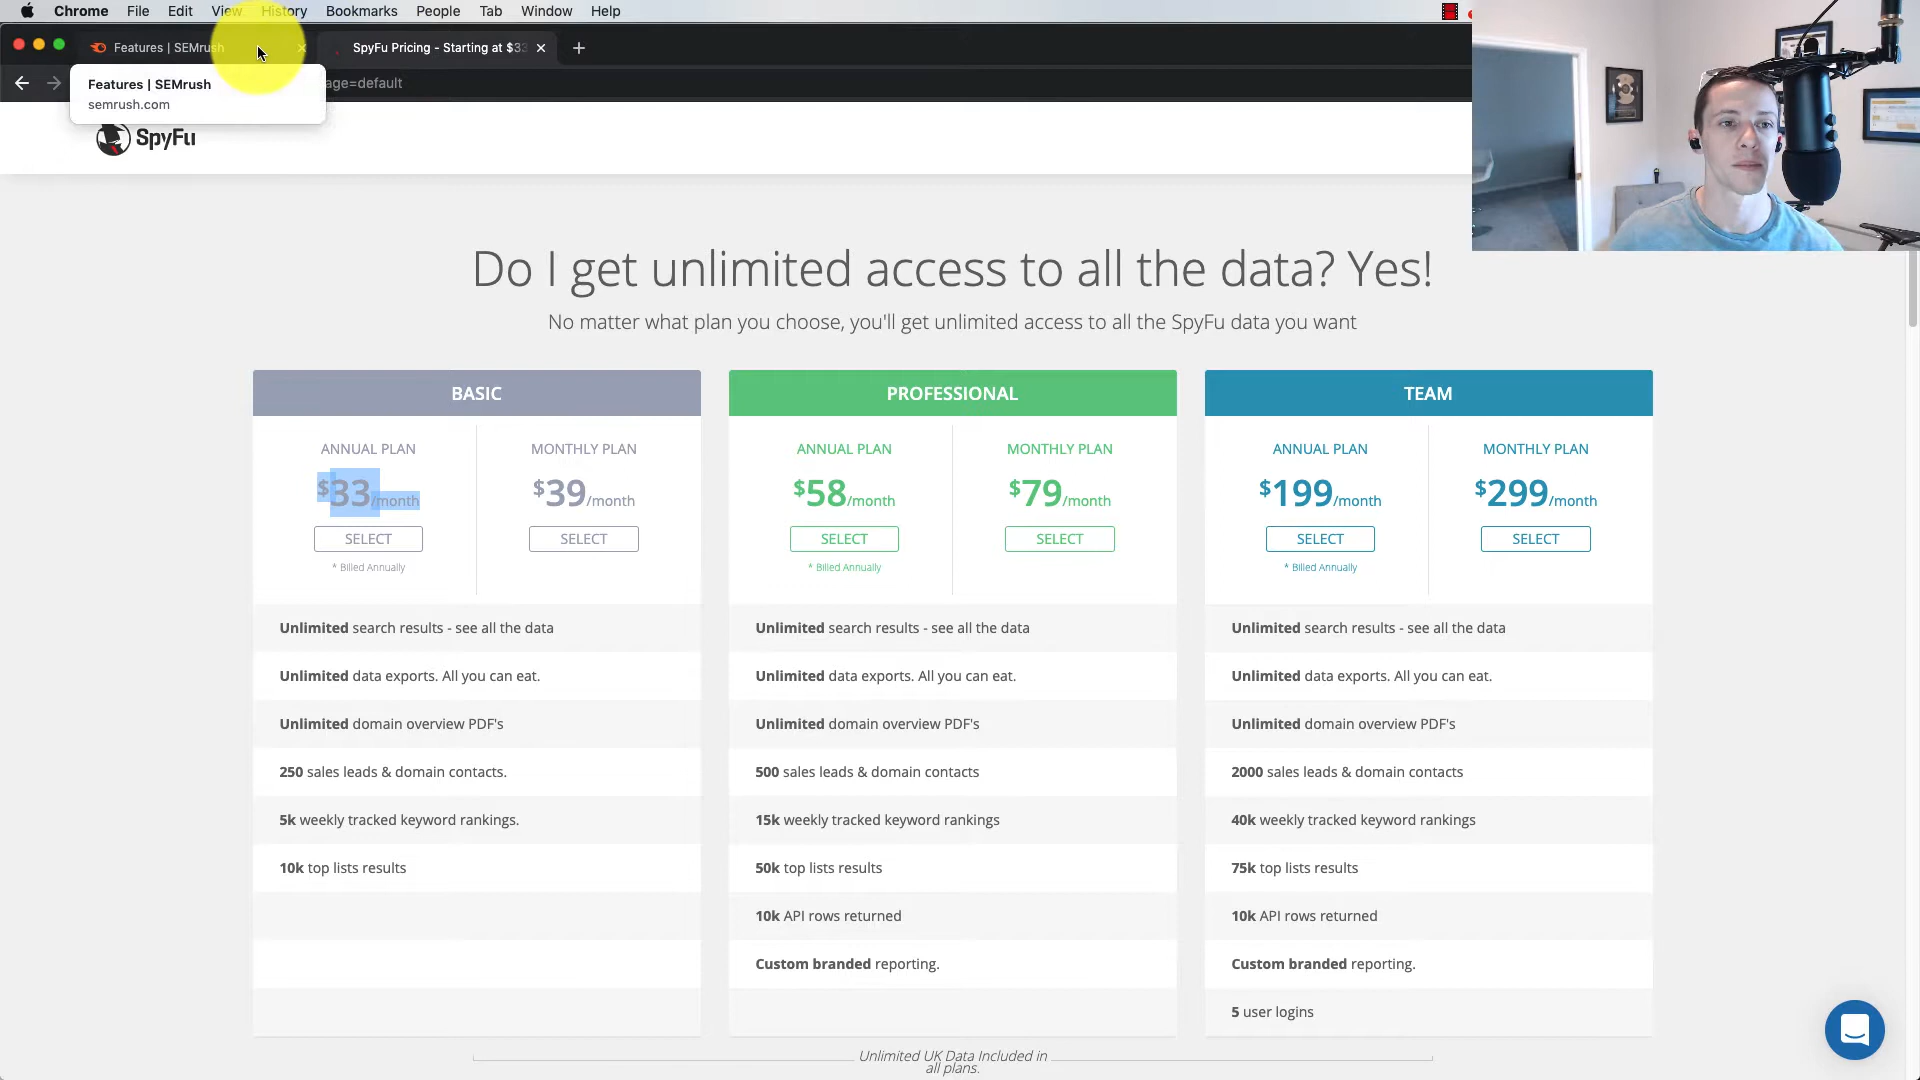 Chrome File Edit View History Bookmarks People Tab Window Help
Features | SEMrush
SpyFu Pricing - Starting at $33
Features | SEMrush
semrush.com
age=default
SpyFu
Do I get unlimited access to all the data? Yes!
No matter what plan you choose, you'll get unlimited access to all the SpyFu data you want
BASIC
ANNUAL PLAN
$33/month
SELECT
* Billed Annually
MONTHLY PLAN
$39/month
SELECT
Unlimited search results - see all the data
Unlimited data exports. All you can eat.
Unlimited domain overview PDF's
250 sales leads & domain contacts.
5k weekly tracked keyword rankings.
10k top lists results
PROFESSIONAL
ANNUAL PLAN
$58/month
SELECT
* Billed Annually
MONTHLY PLAN
$79/month
SELECT
Unlimited search results - see all the data
Unlimited data exports. All you can eat.
Unlimited domain overview PDF's
500 sales leads & domain contacts
15k weekly tracked keyword rankings
50k top lists results
10k API rows returned
Custom branded reporting.
TEAM
ANNUAL PLAN
$199/month
SELECT
* Billed Annually
MONTHLY PLAN
$299/month
SELECT
Unlimited search results - see all the data
Unlimited data exports. All you can eat.
Unlimited domain overview PDF's
2000 sales leads & domain contacts
40k weekly tracked keyword rankings
75k top lists results
10k API rows returned
Custom branded reporting.
5 user logins
Unlimited UK Data Included in
all plans.